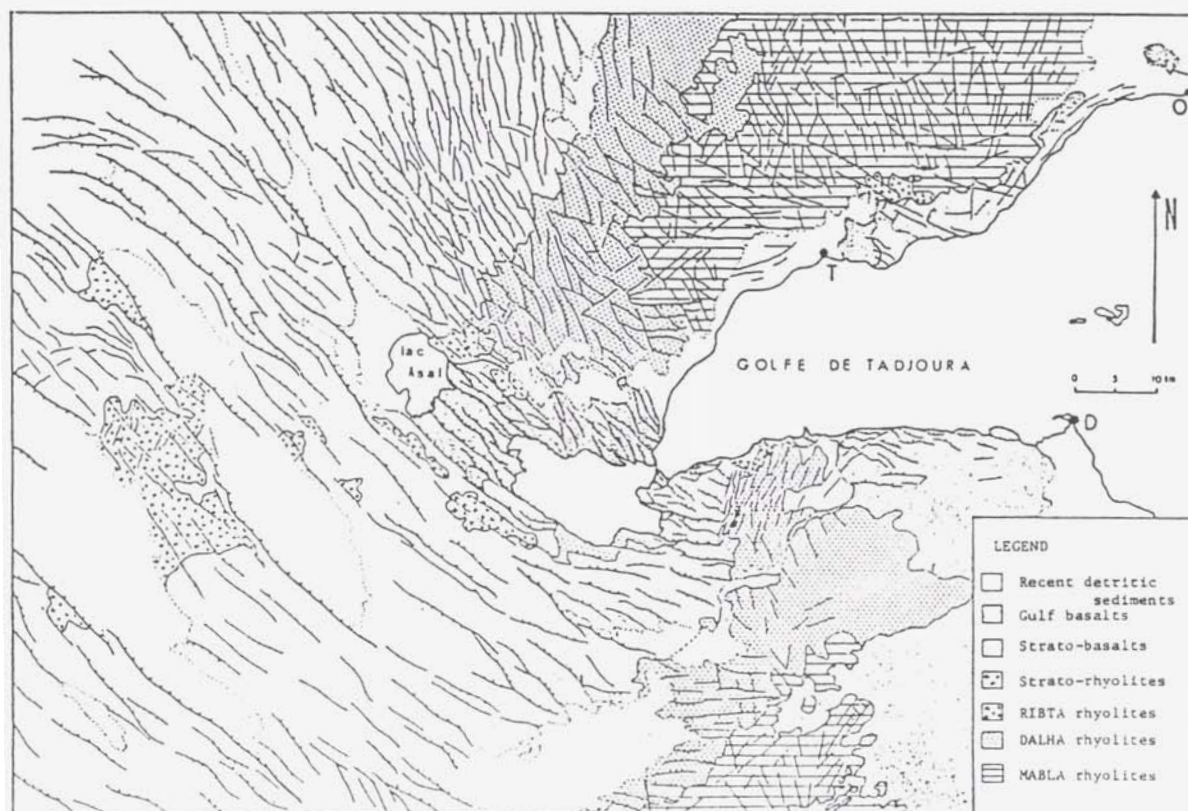 O
N
T
lac
Asal
GOLFE DE TADJOURA
0 5 10 km
D
LEGEND
Recent detritic
sediments
Gulf basalts
Strato-basalts
Strato-rhyolites
RIBTA rhyolites
DALHA rhyolites
MABLA rhyolites